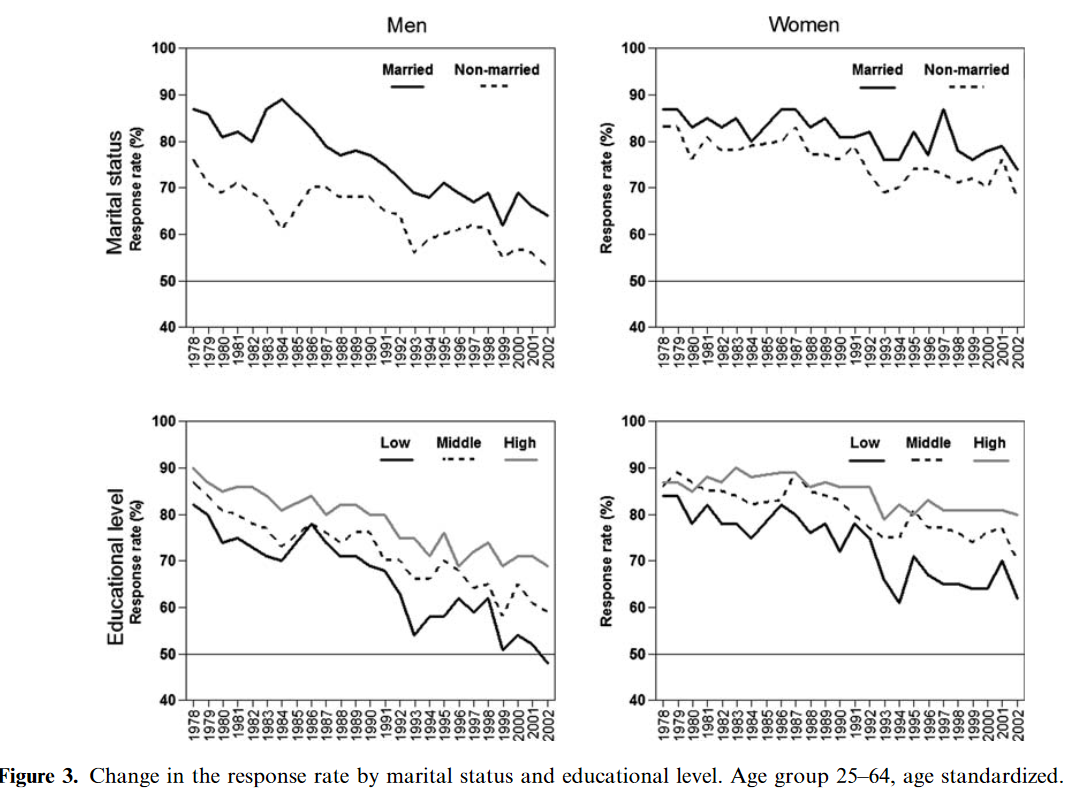 Men
Women
Marital status
Response rate (%)
100
90
80
70
60
50
40
Married Non-married
1978 1979 1980 1981 1982 1983 1984 1985 1986 1987 1988 1989 1990 1991 1992 1993 1994 1995 1996 1997 1998 1999 2000 2001 2002
Response rate (%)
100
90
80
70
60
50
40
Married Non-married
1978 1979 1980 1981 1982 1983 1984 1985 1986 1987 1988 1989 1990 1991 1992 1993 1994 1995 1996 1997 1998 1999 2000 2001 2002
Educational level
Response rate (%)
100
90
80
70
60
50
40
Low Middle High
1978 1979 1980 1981 1982 1983 1984 1985 1986 1987 1988 1989 1990 1991 1992 1993 1994 1995 1996 1997 1998 1999 2000 2001 2002
Response rate (%)
100
90
80
70
60
50
40
Low Middle High
1978 1979 1980 1981 1982 1983 1984 1985 1986 1987 1988 1989 1990 1991 1992 1993 1994 1995 1996 1997 1998 1999 2000 2001 2002
Figure 3. Change in the response rate by marital status and educational level. Age group 25–64, age standardized.